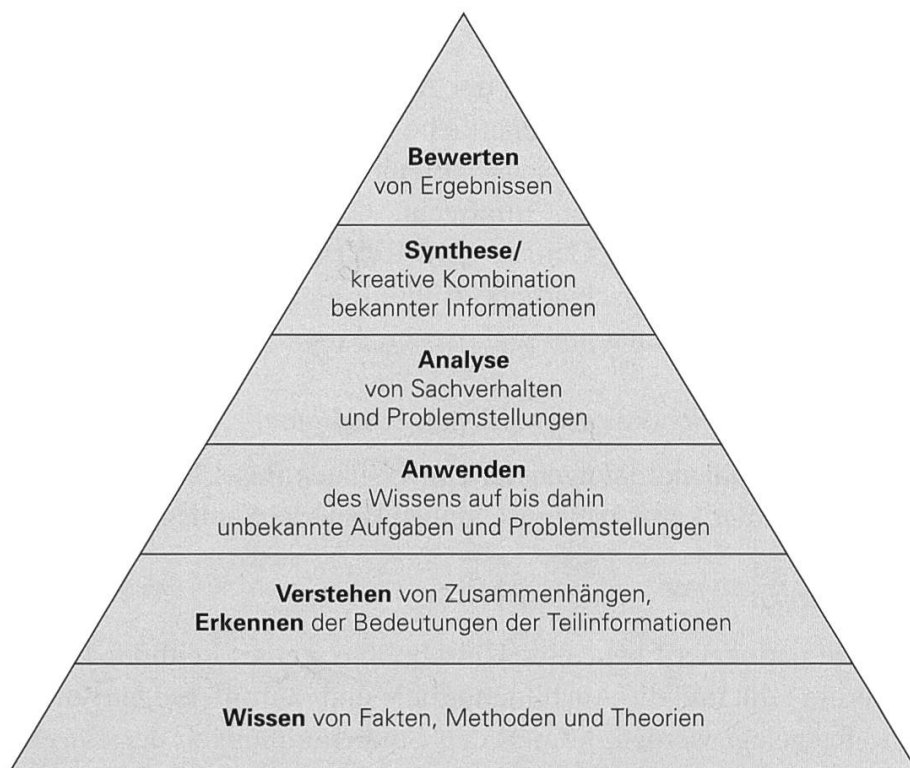 Bewerten
von Ergebnissen
Synthese/
kreative Kombination
bekannter Informationen
Analyse
von Sachverhalten
und Problemstellungen
Anwenden
des Wissens auf bis dahin
unbekannte Aufgaben und Problemstellungen
Verstehen von Zusammenhängen,
Erkennen der Bedeutungen der Teilinformationen
Wissen von Fakten, Methoden und Theorien